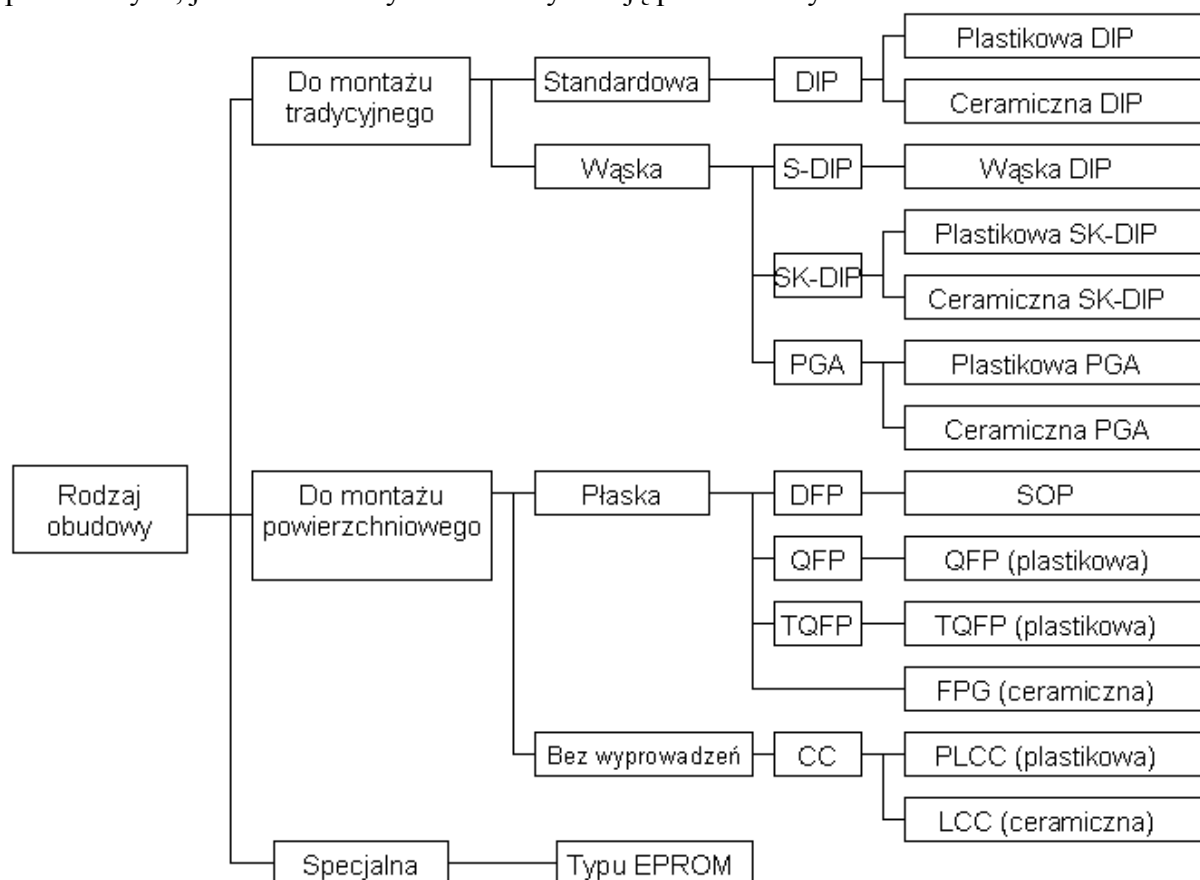 Plastikowa DIP
Do montażu
tradycyjnego
Standardowa
DIP
Ceramiczna DIP
Wąska
S-DIP
Wąska DIP
Plastikowa SK-DIP
SK-DIP
Ceramiczna SK-DIP
PGA
Plastikowa PGA
Ceramiczna PGA
Rodzaj
obudowy
Do montażu
powierzchniowego
Płaska
DFP
SOP
QFP
QFP (plastikowa)
TQFP
TQFP (plastikowa)
FPG (ceramiczna)
Bez wyprowadzeń
CC
PLCC (plastikowa)
LCC (ceramiczna)
Specjalna
Typu EPROM